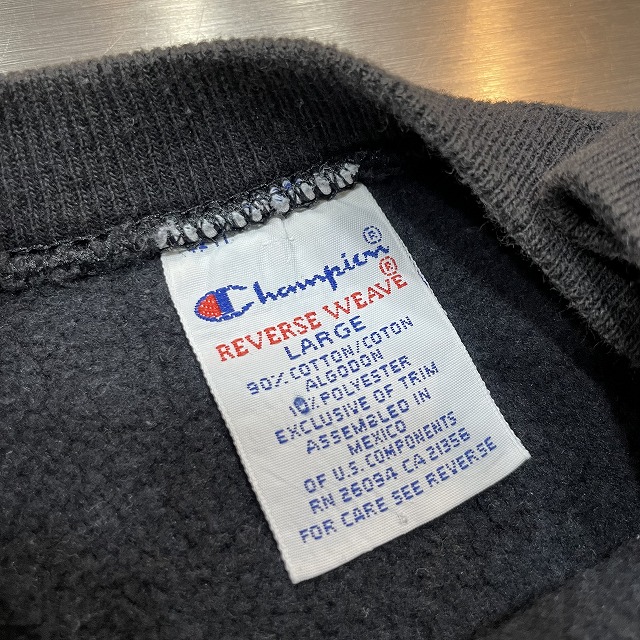 Champion®
REVERSE WEAVE®
LARGE
90% COTTON/COTON
ALGODON
10% POLYESTER
EXCLUSIVE OF TRIM
ASSEMBLED IN
MEXICO
OF U.S. COMPONENTS
RN 26094 CA 21356
FOR CARE SEE REVERSE